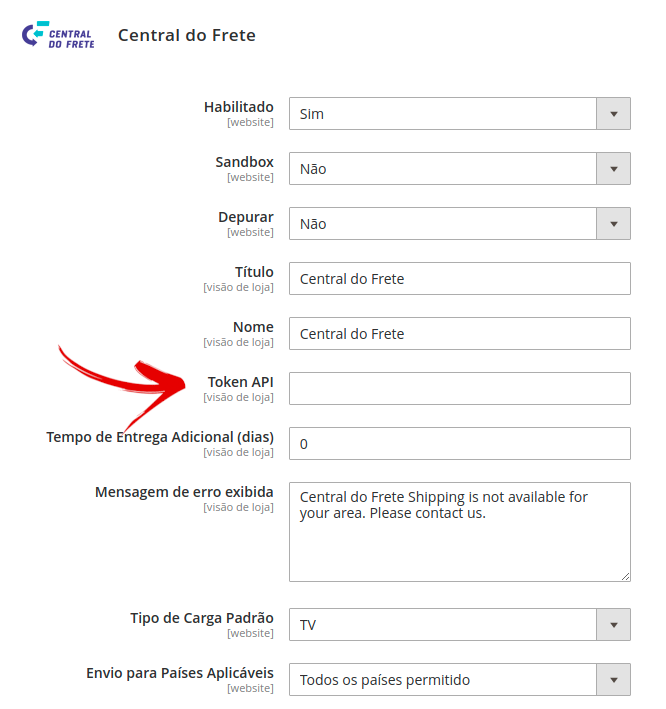 CENTRAL
DO FRETE
Central do Frete
Habilitado
[website]
Sim
Sandbox
[website]
Não
Depurar
[website]
Não
Título
[visão de loja]
Central do Frete
Nome
[visão de loja]
Central do Frete
Token API
[visão de loja]
Tempo de Entrega Adicional (dias)
[visão de loja]
0
Mensagem de erro exibida
[visão de loja]
Central do Frete Shipping is not available for
your area. Please contact us.
Tipo de Carga Padrão
[website]
TV
Envio para Países Aplicáveis
[website]
Todos os países permitido